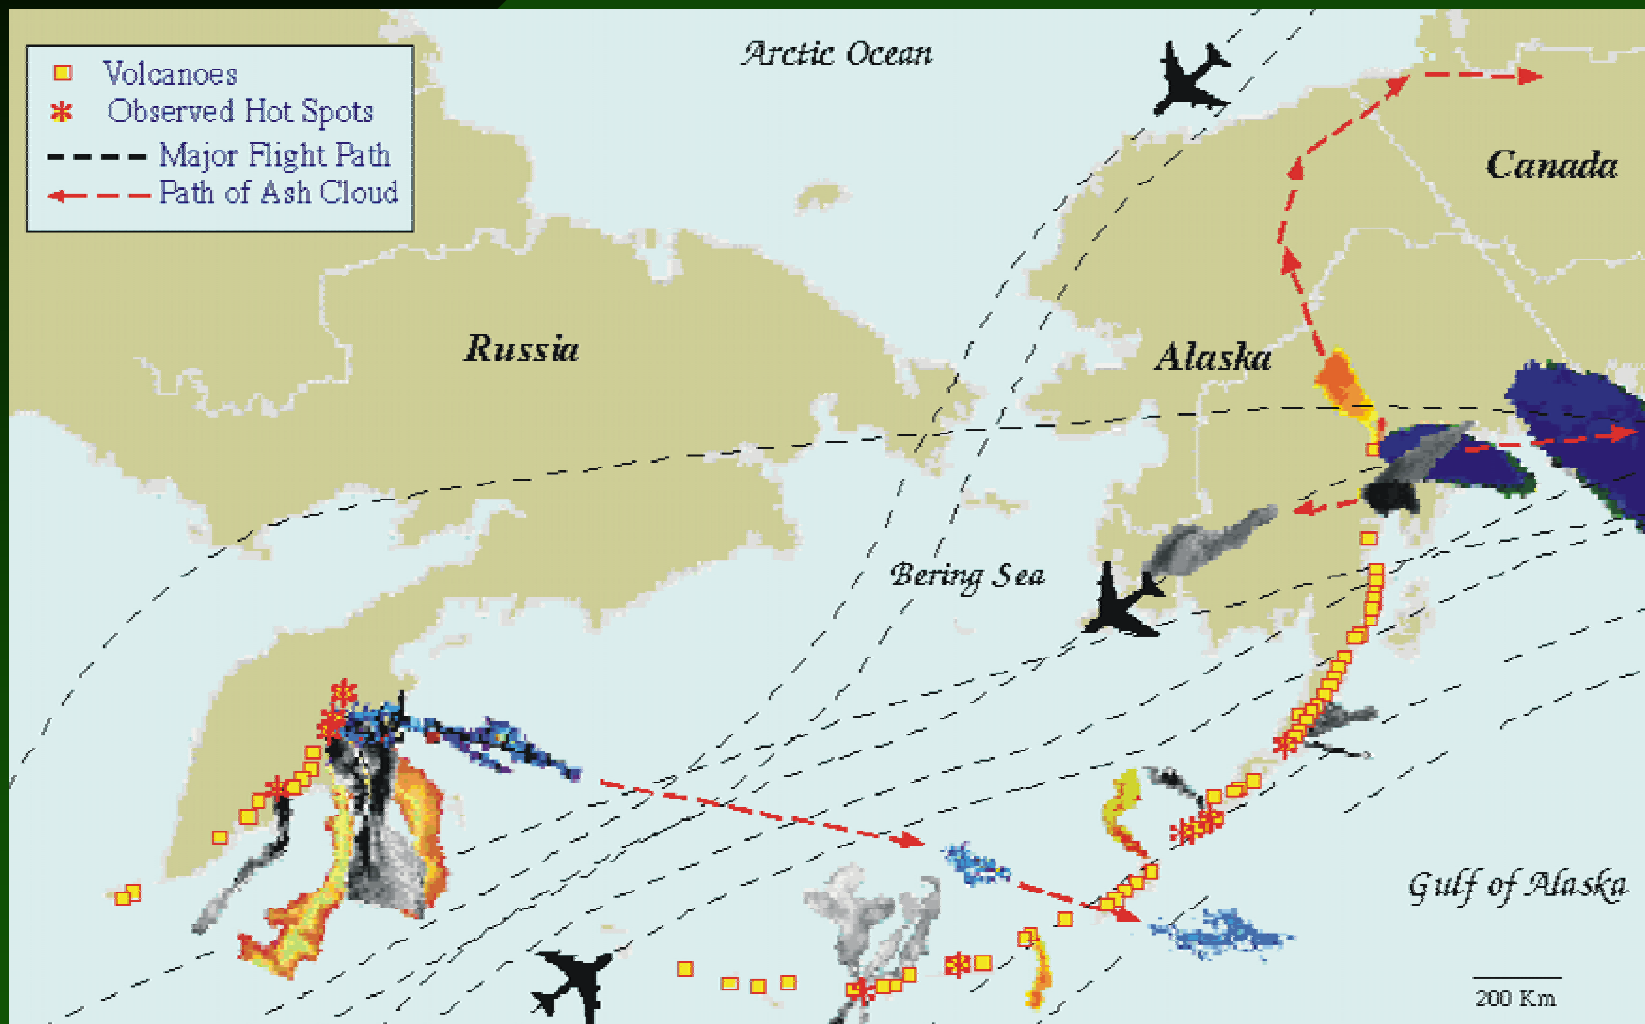 Volcanoes
Observed Hot Spots
Major Flight Path
Path of Ash Cloud
Arctic Ocean
Canada
Russia
Alaska
Bering Sea
Gulf of Alaska
200 Km